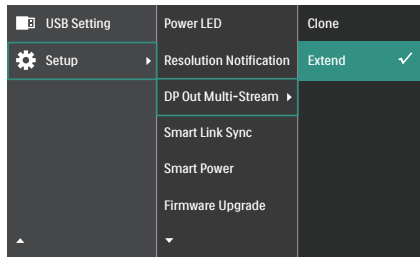 USB Setting
Setup
Power LED
Resolution Notification
DP Out Multi-Stream
Smart Link Sync
Smart Power
Firmware Upgrade
Clone
Extend